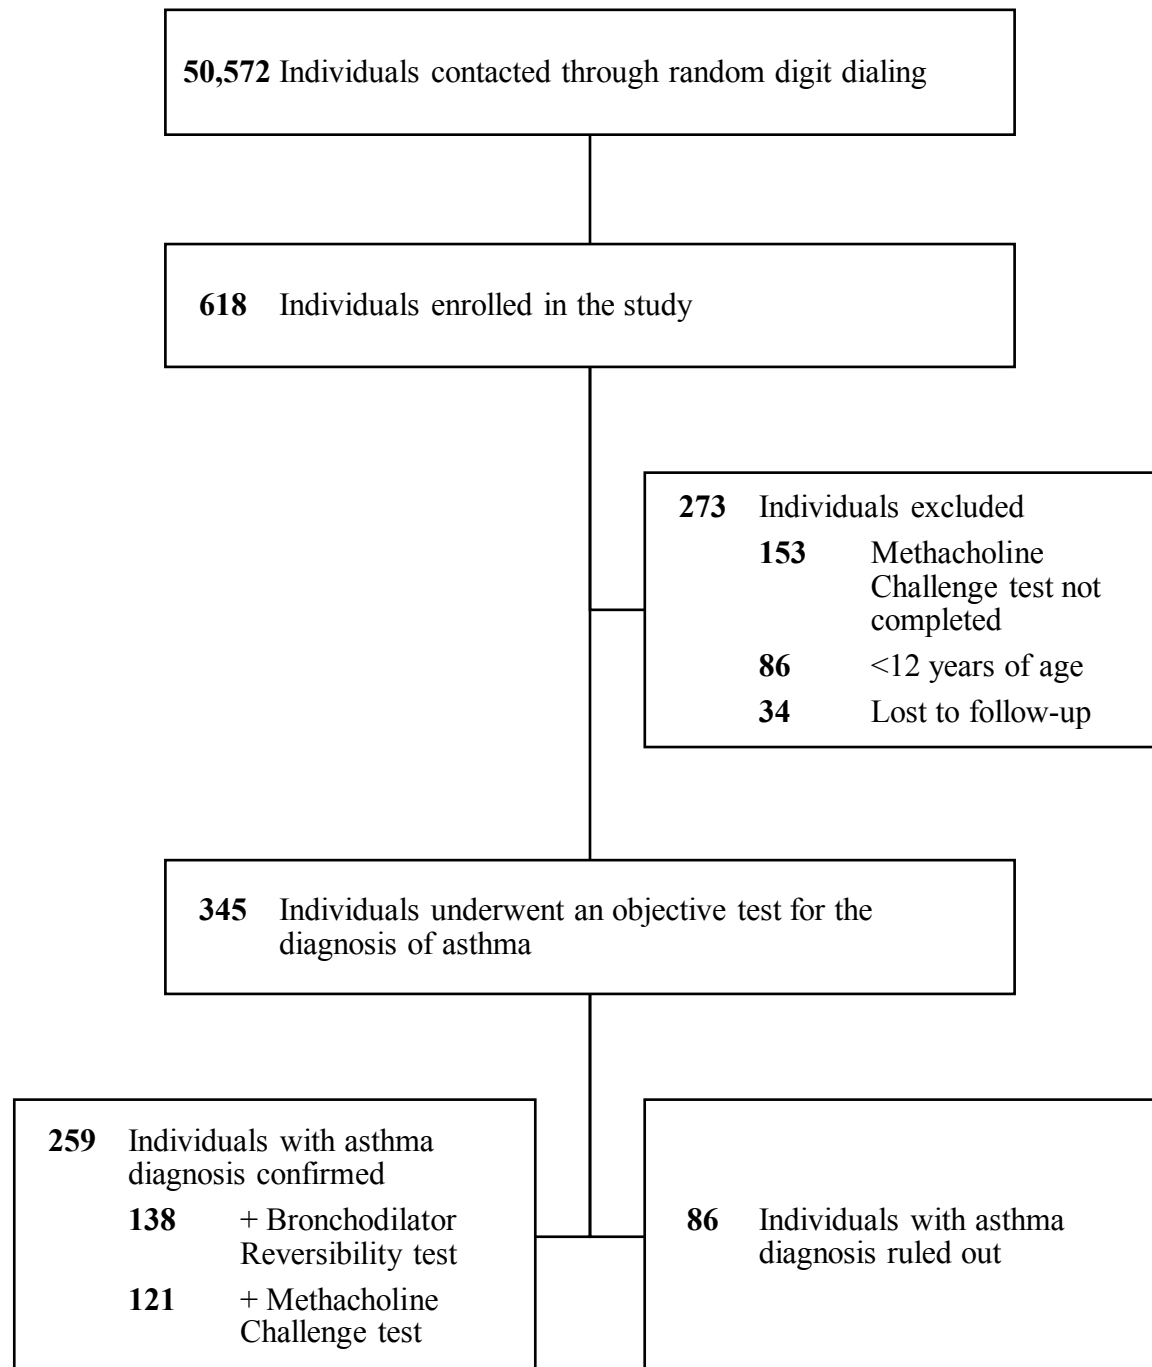 50,572 Individuals contacted through random digit dialing
618 Individuals enrolled in the study
273 Individuals excluded
153 Methacholine
Challenge test not
completed
86 <12 years of age
34 Lost to follow-up
345 Individuals underwent an objective test for the
diagnosis of asthma
259 Individuals with asthma
diagnosis confirmed
138 + Bronchodilator
Reversibility test
121 + Methacholine
Challenge test
86 Individuals with asthma
diagnosis ruled out